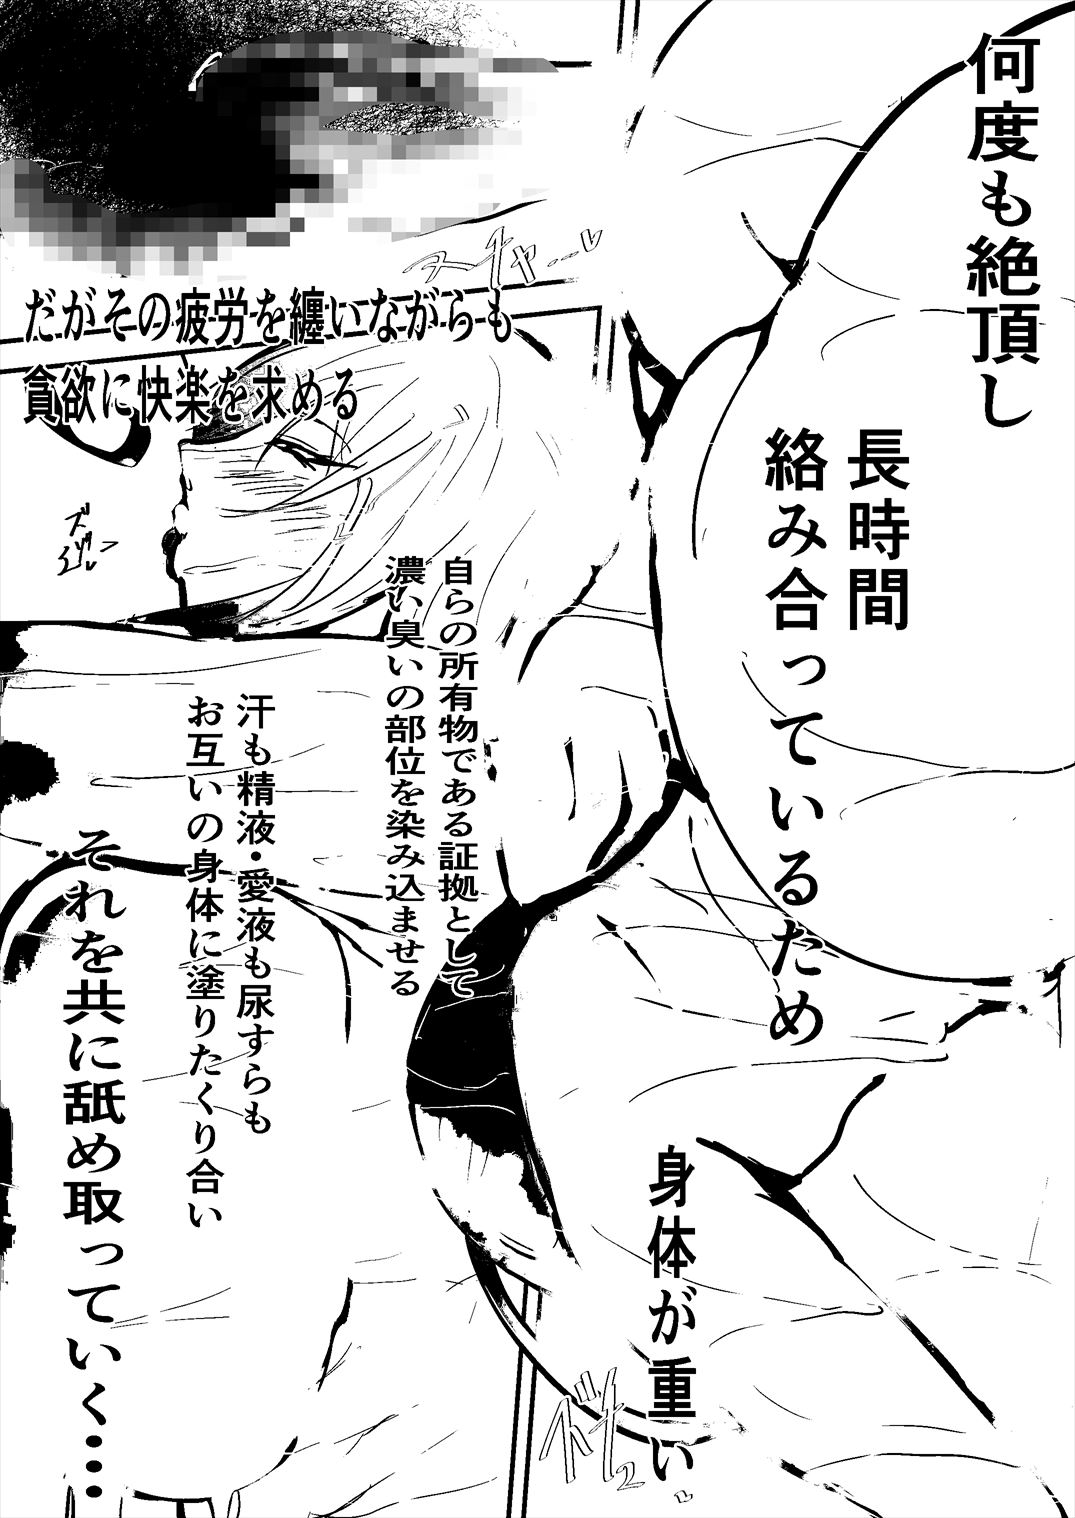 何度も絶頂し
長時間
絡み合っているため
身体が重い
ヌチャ…
だがその疲労を纏いながらも
貪欲に快楽を求める
自らの所有物である証拠として
濃い臭いの部位を染み込ませる
汗も精液・愛液も尿すらも
お互いの身体に塗りたくり合い
それを共に舐め取っていく……